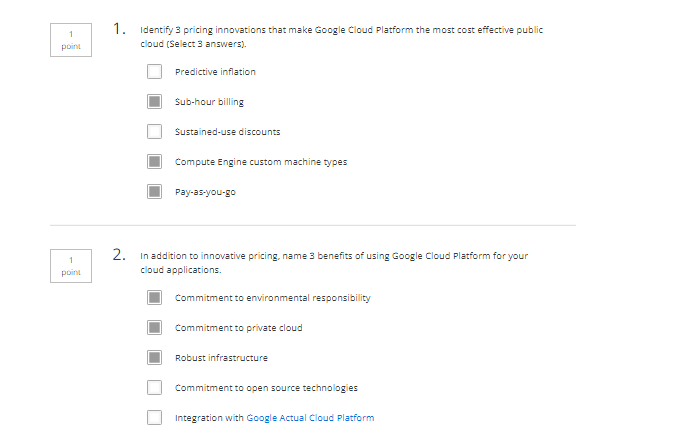 1
point
1. Identify 3 pricing innovations that make Google Cloud Platform the most cost effective public
cloud (Select 3 answers).
Predictive inflation
Sub-hour billing
Sustained-use discounts
Compute Engine custom machine types
Pay-as-you-go
1
point
2. In addition to innovative pricing, name 3 benefits of using Google Cloud Platform for your
cloud applications.
Commitment to environmental responsibility
Commitment to private cloud
Robust infrastructure
Commitment to open source technologies
Integration with Google Actual Cloud Platform